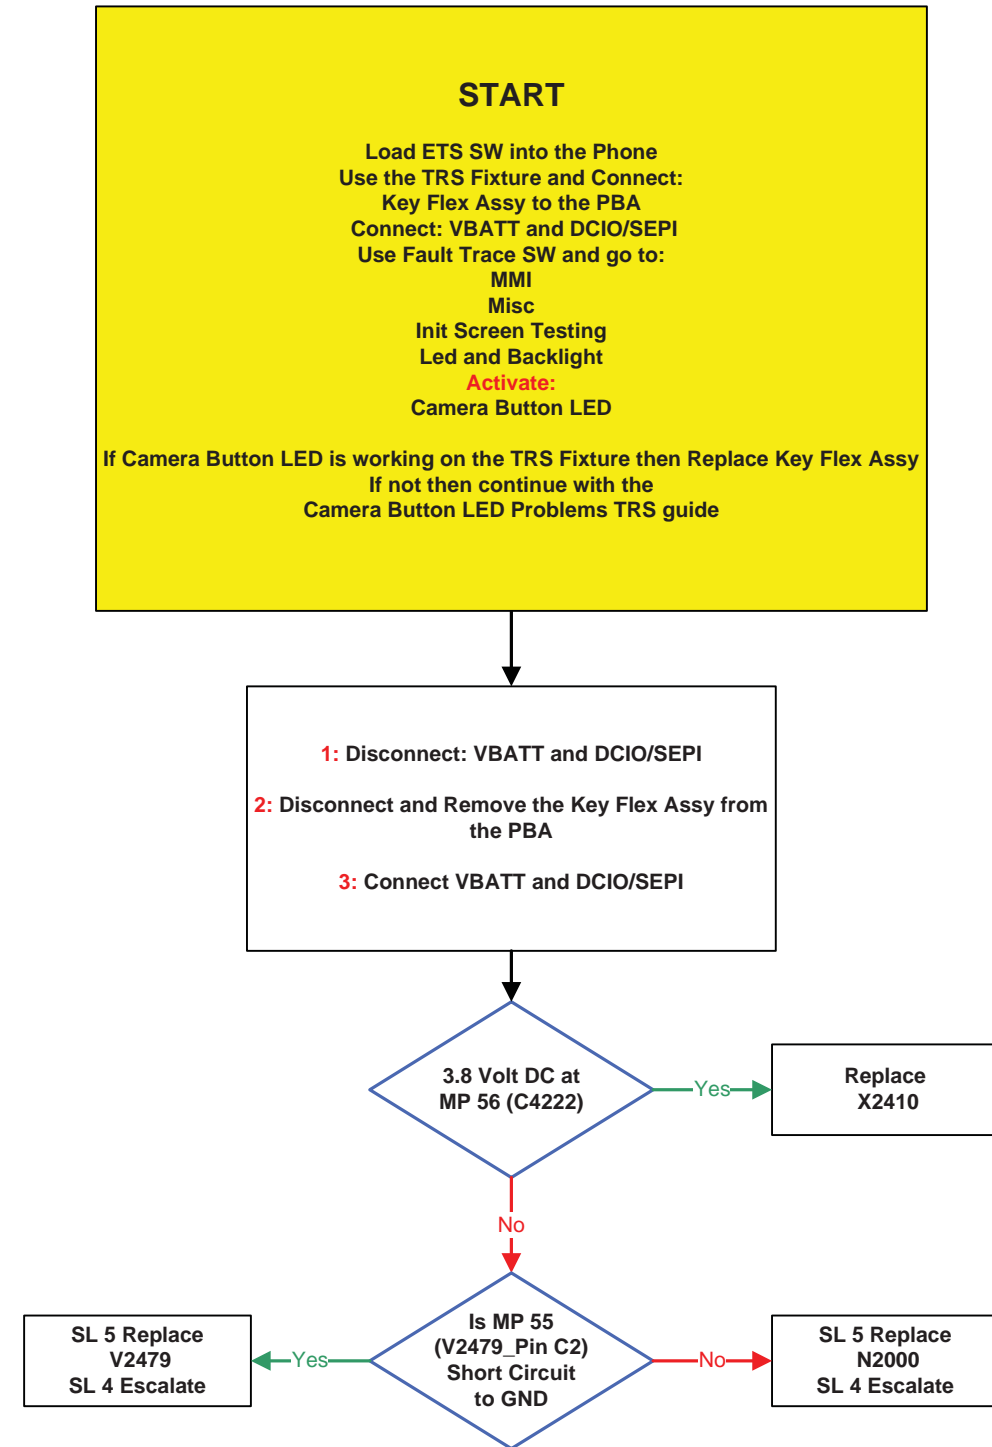 START
Load ETS SW into the Phone
Use the TRS Fixture and Connect:
Key Flex Assy to the PBA
Connect: VBATT and DCIO/SEPI
Use Fault Trace SW and go to:
MMI
Misc
Init Screen Testing
Led and Backlight
Activate:
Camera Button LED
If Camera Button LED is working on the TRS Fixture then Replace Key Flex Assy
If not then continue with the
Camera Button LED Problems TRS guide
1: Disconnect: VBATT and DCIO/SEPI
2: Disconnect and Remove the Key Flex Assy from
the PBA
3: Connect VBATT and DCIO/SEPI
3.8 Volt DC at
MP 56 (C4222)
Yes
Replace
X2410
No
Is MP 55
(V2479_Pin C2)
Short Circuit
to GND
Yes
SL 5 Replace
V2479
SL 4 Escalate
No
SL 5 Replace
N2000
SL 4 Escalate